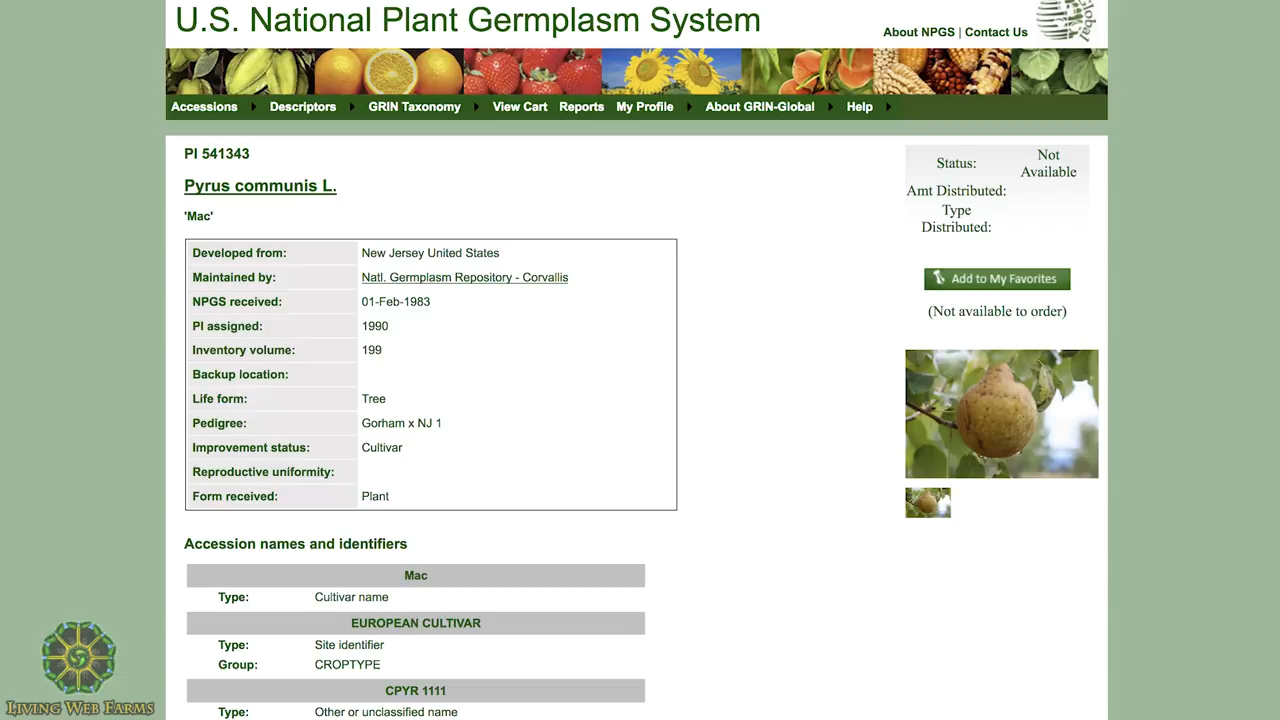 U.S. National Plant Germplasm System
About NPGS | Contact Us
Accessions Descriptors GRIN Taxonomy View Cart Reports My Profile About GRIN-Global Help
PI 541343
Pyrus communis L.
'Mac'
Developed from: New Jersey United States
Maintained by: Natl. Germplasm Repository - Corvallis
NPGS received: 01-Feb-1983
PI assigned: 1990
Inventory volume: 199
Backup location:
Life form: Tree
Pedigree: Gorham x NJ 1
Improvement status: Cultivar
Reproductive uniformity:
Form received: Plant
Status: Not Available
Amt Distributed:
Type Distributed:
Add to My Favorites
(Not available to order)
Accession names and identifiers
Mac
Type: Cultivar name
EUROPEAN CULTIVAR
Type: Site identifier
Group: CROPTYPE
CPYR 1111
Type: Other or unclassified name
LIVING WEB FARMS